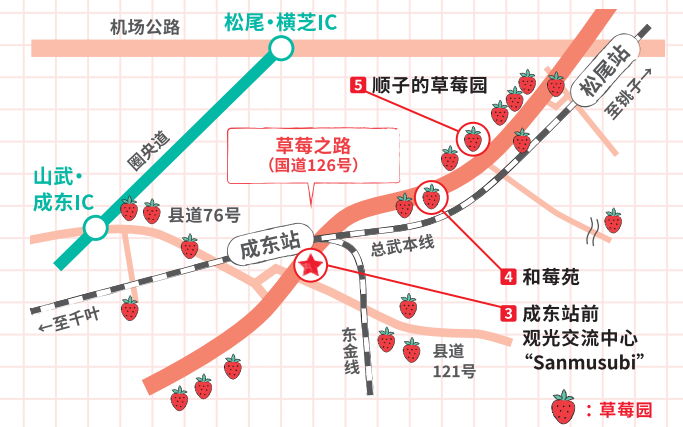 机场公路
松尾·横芝IC
松尾站
至铫子→
5 顺子的草莓园
圈央道
草莓之路
（国道126号）
山武·
成东IC
县道76号
成东站
总武本线
4 和莓苑
←至千叶
3 成东站前
观光交流中心
“Sanmusubi”
东金线
县道
121号
：草莓园